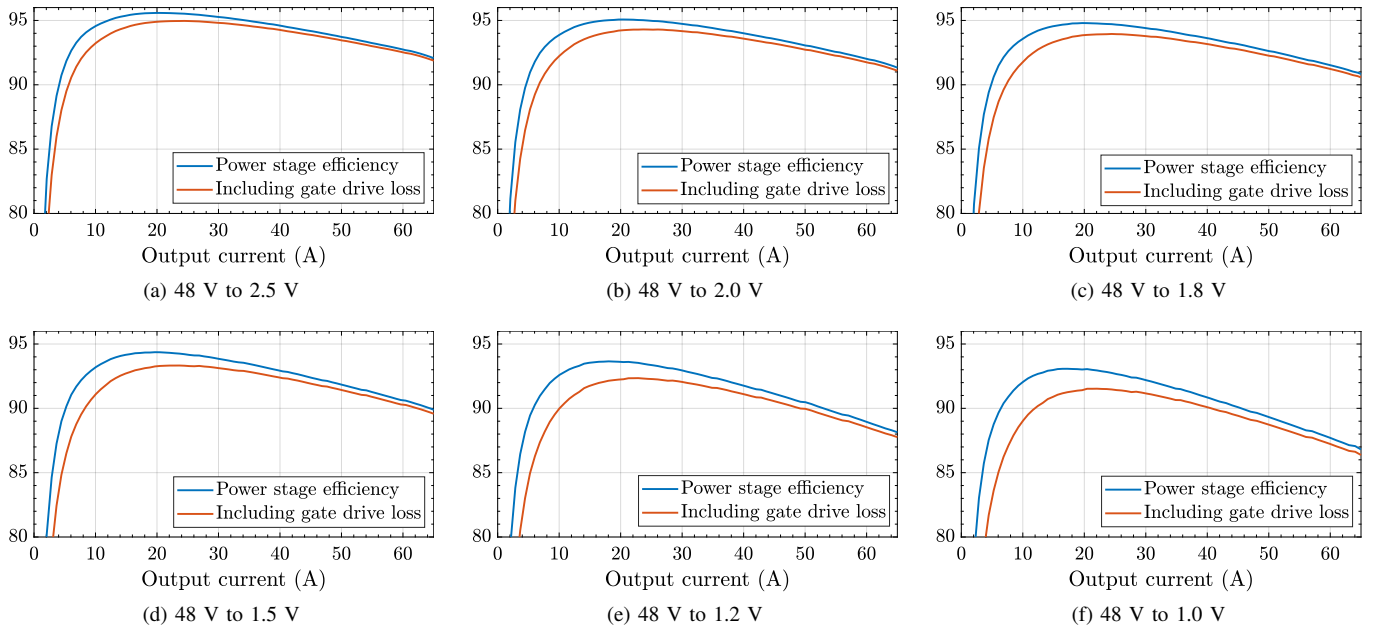 95
90
85
80
0 10 20 30 40 50 60
Power stage efficiency
Including gate drive loss
Output current (A)
(a) 48 V to 2.5 V
95
90
85
80
0 10 20 30 40 50 60
Power stage efficiency
Including gate drive loss
Output current (A)
(b) 48 V to 2.0 V
95
90
85
80
0 10 20 30 40 50 60
Power stage efficiency
Including gate drive loss
Output current (A)
(c) 48 V to 1.8 V
95
90
85
80
0 10 20 30 40 50 60
Power stage efficiency
Including gate drive loss
Output current (A)
(d) 48 V to 1.5 V
95
90
85
80
0 10 20 30 40 50 60
Power stage efficiency
Including gate drive loss
Output current (A)
(e) 48 V to 1.2 V
95
90
85
80
0 10 20 30 40 50 60
Power stage efficiency
Including gate drive loss
Output current (A)
(f) 48 V to 1.0 V